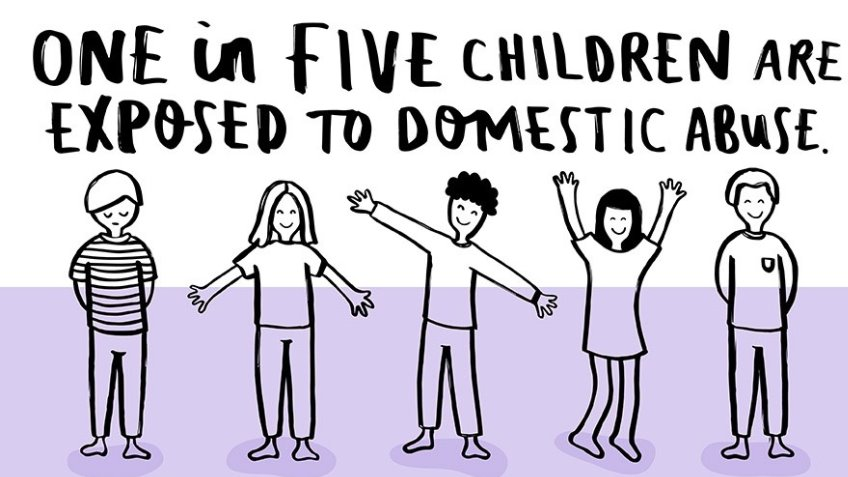 ONE in FIVE CHILDREN ARE
EXPOSED TO DOMESTIC ABUSE.